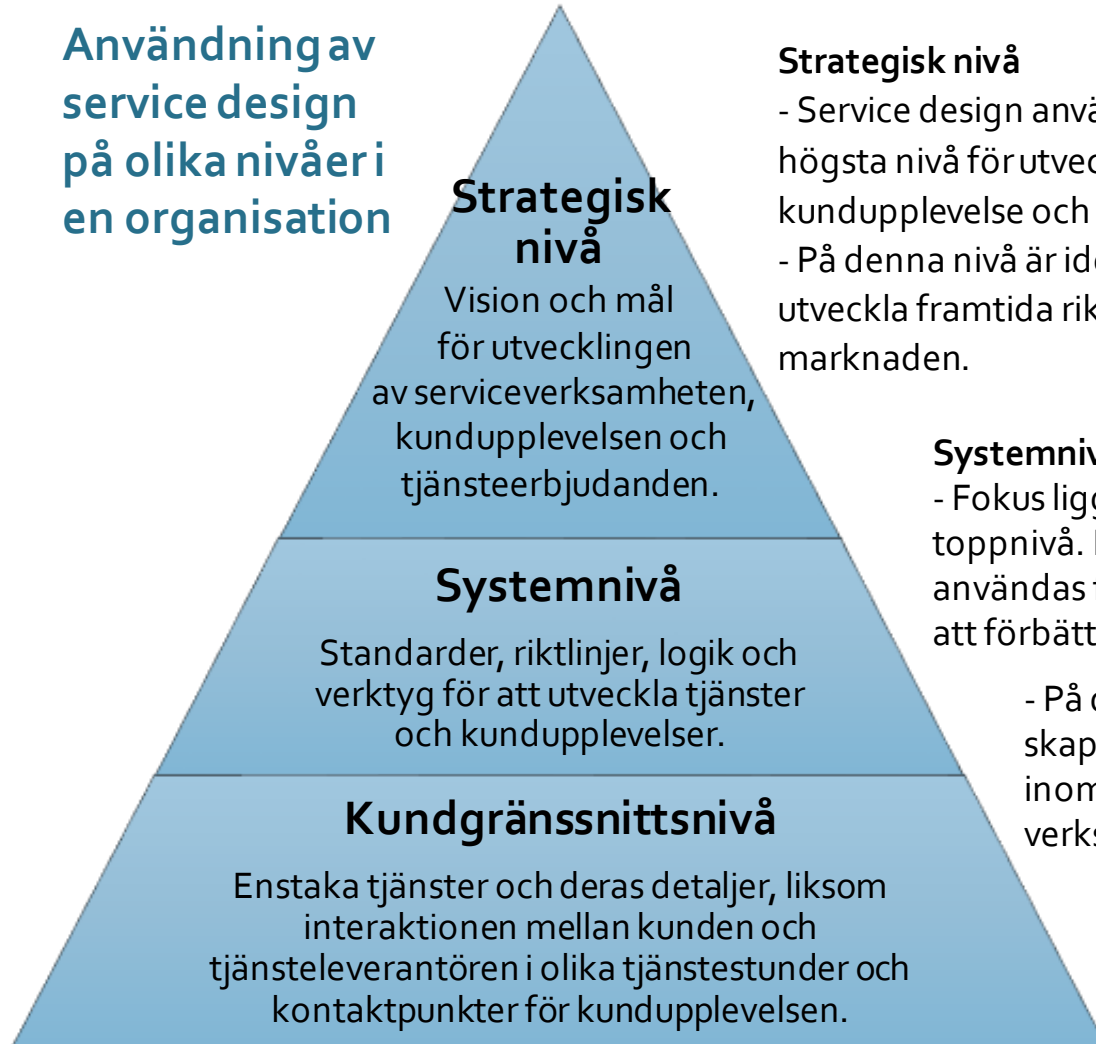 Användning av
service design
på olika nivåer i
en organisation
Strategisk
nivå
Vision och mål
för utvecklingen
av serviceverksamheten,
kundupplevelsen och
tjänsteerbjudanden.
Systemnivå
Standarder, riktlinjer, logik och
verktyg för att utveckla tjänster
och kundupplevelser.
Kundgränssnittsnivå
Enstaka tjänster och deras detaljer, liksom
interaktionen mellan kunden och
tjänsteleverantören i olika tjänstestunder och
kontaktpunkter för kundupplevelsen.
Strategisk nivå
- Service design
högsta nivå för
kundupplevelse och
- På denna nivå är
utveckla framtida
marknaden.
- Fokus
toppnivå.
användas
att
- På